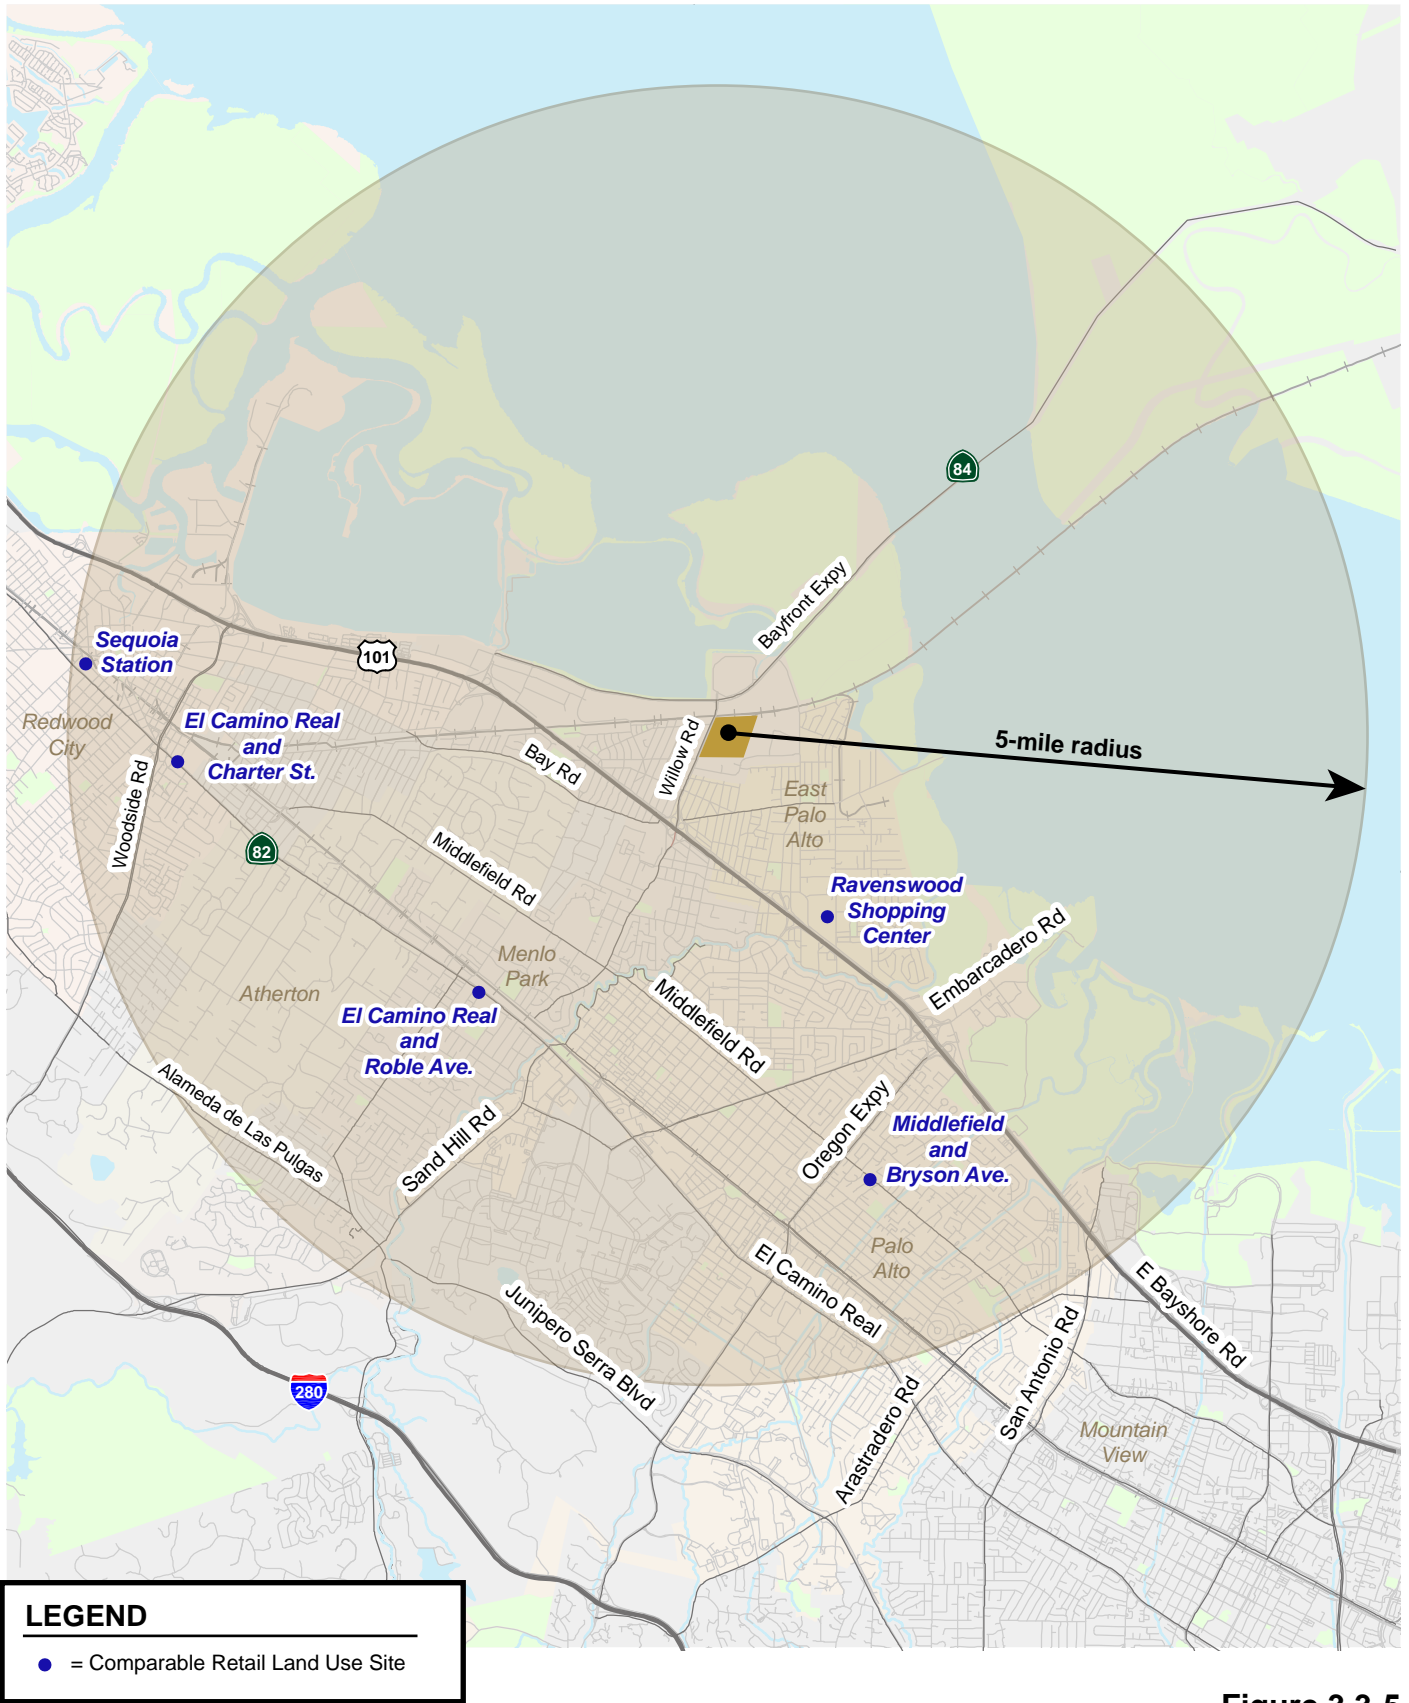 84
Bayfront Expy
Sequoia
Station
101
Redwood
City
El Camino Real
and
Charter St.
Woodside Rd
Bay Rd
Willow Rd
5-mile radius
East
Palo
Alto
82
Middlefield Rd
Ravenswood
Shopping
Center
Embarcadero Rd
Menlo
Park
Atherton
El Camino Real
and
Roble Ave.
Middlefield Rd
Alameda de Las Pulgas
Sand Hill Rd
Oregon Expy
Middlefield
and
Bryson Ave.
Palo
Alto
El Camino Real
E Bayshore Rd
Junipero Serra Blvd
San Antonio Rd
Arastradero Rd
280
Mountain
View
LEGEND
= Comparable Retail Land Use Site
Figure 3.3-5